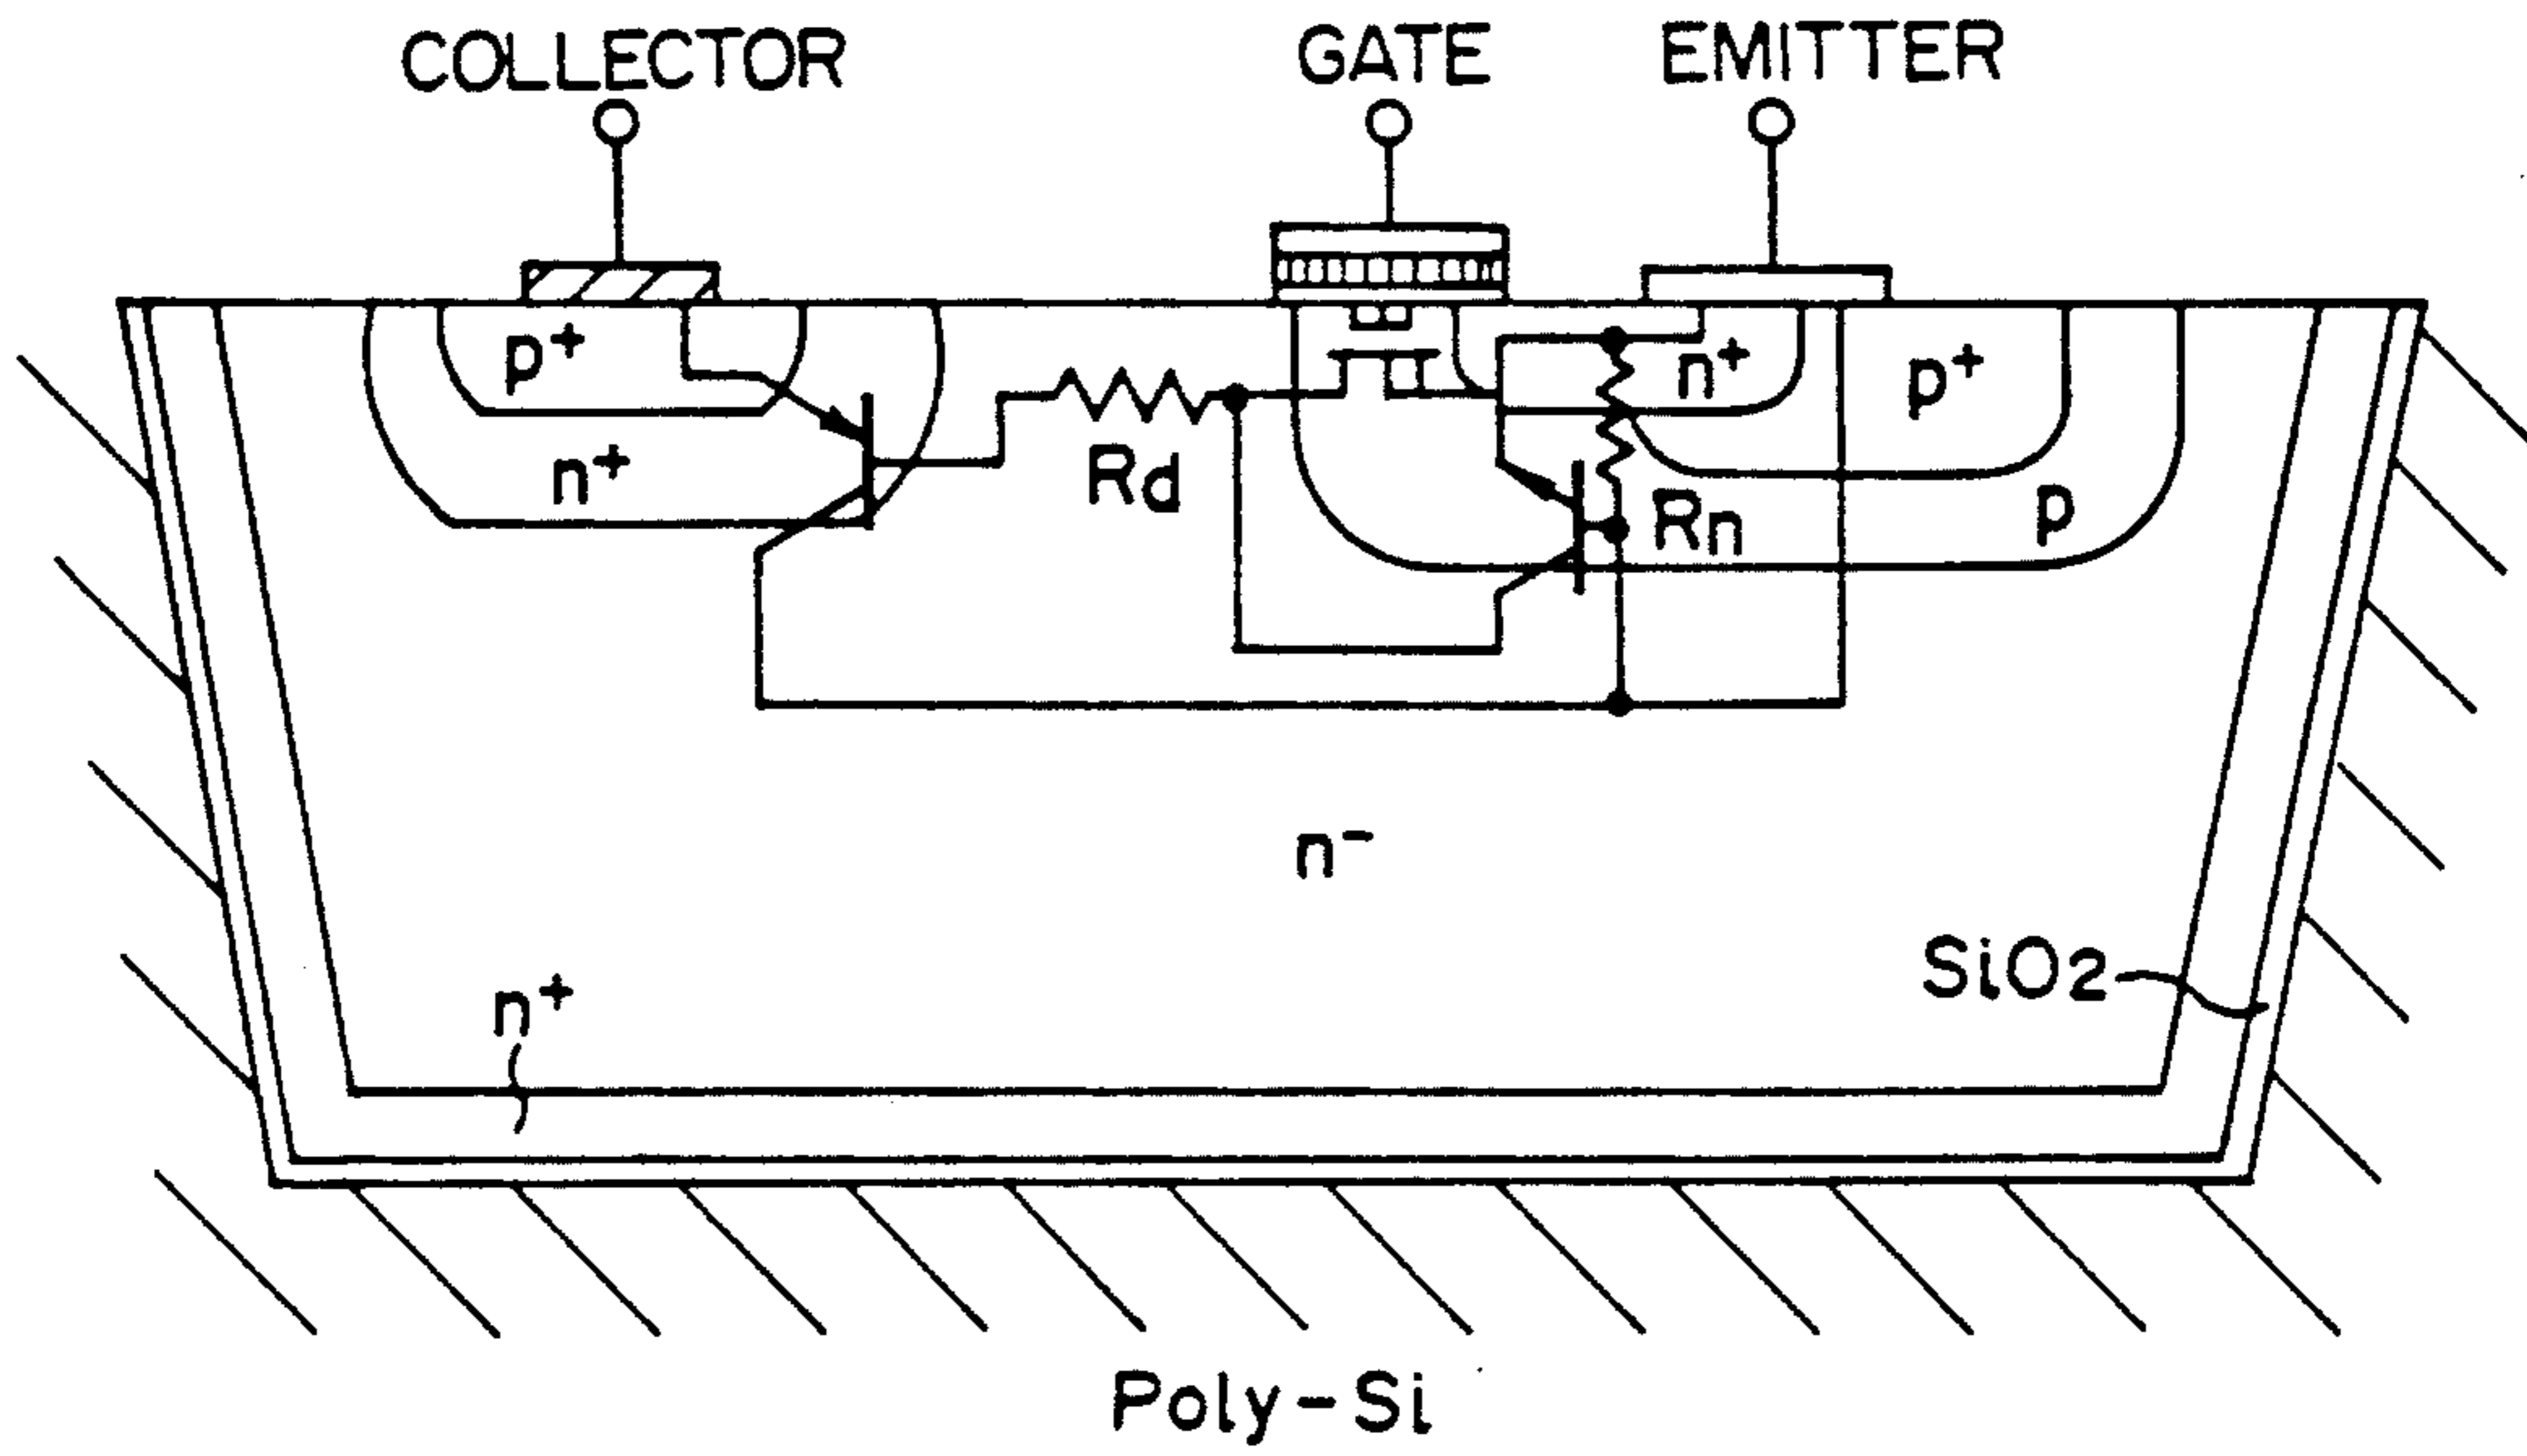 COLLECTOR
GATE
EMITTER
p+
n+
p+
n+
Rd
Rn
p
n-
SiO2
n+
Poly-Si